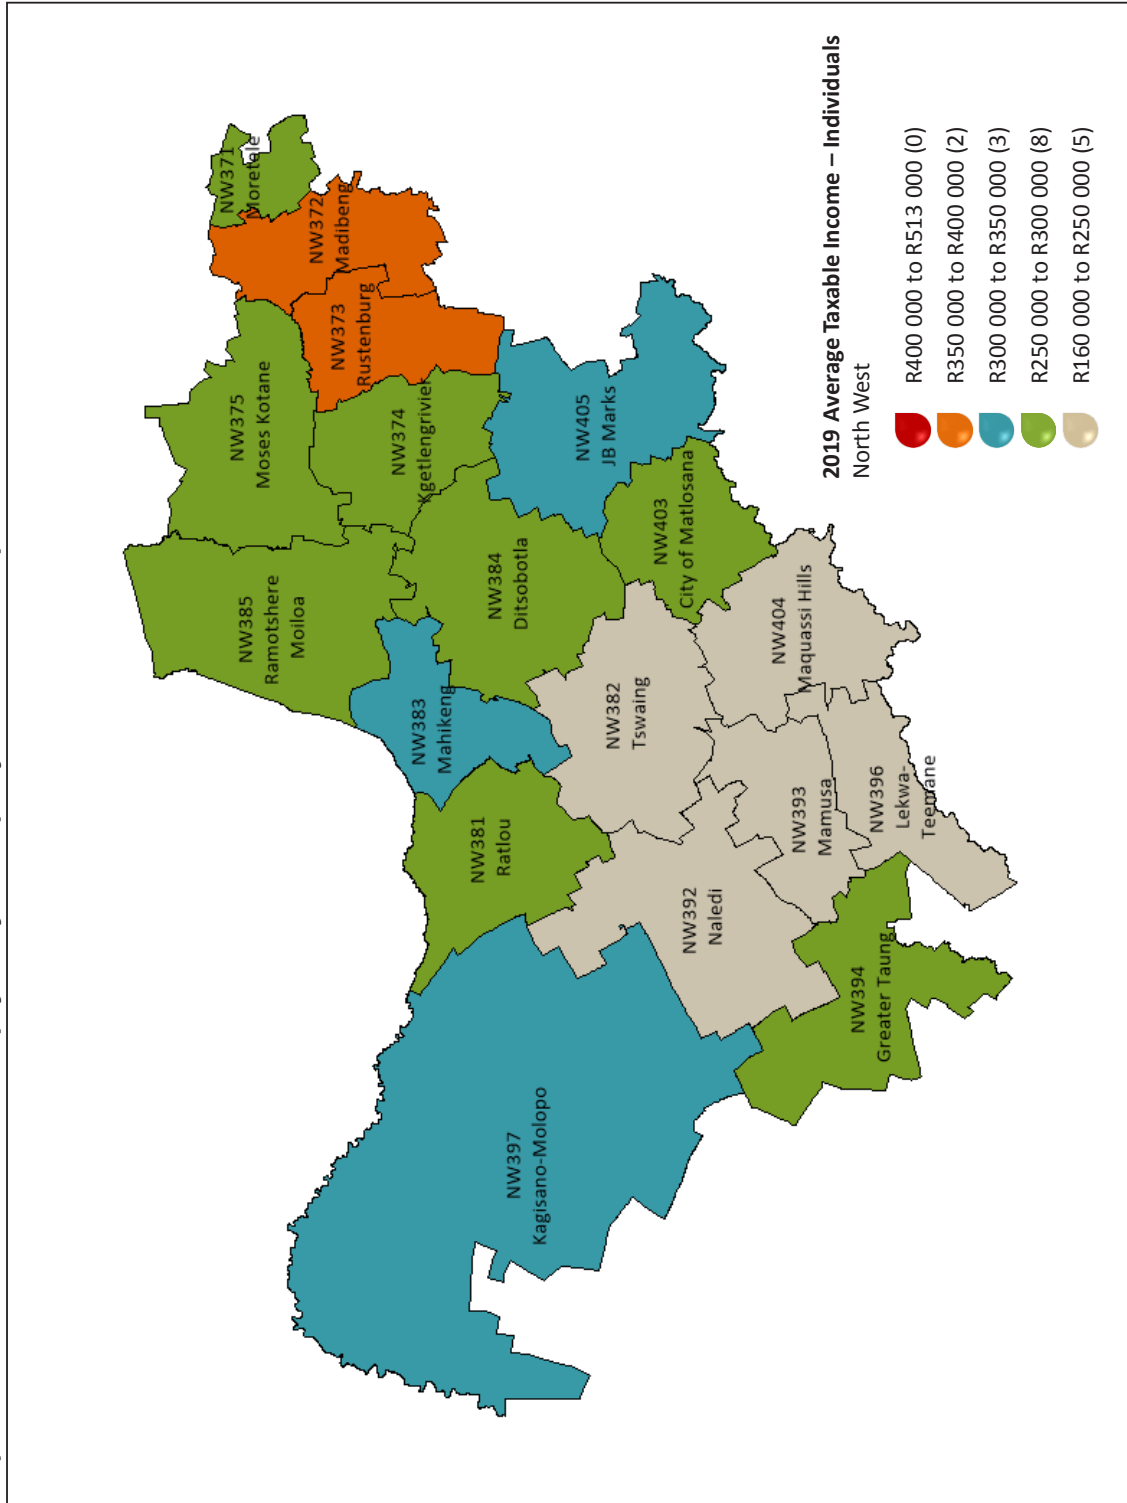 NW371
Moretele
NW372
Madibeng
NW373
Rustenburg
NW375
Moses Kotane
NW374
Kgetlengrivier
NW385
Ramotshere
Moiloa
NW405
JB Marks
NW384
Ditsobotla
NW403
City of Matlosana
NW383
Mahikeng
NW382
Tswaing
NW404
Maquassi Hills
NW381
Ratlou
NW392
Naledi
NW393
Mamusa
NW396
Lekwa-
Teemane
NW397
Kagisano-Molopo
NW394
Greater Taung
2019 Average Taxable Income – Individuals
North West
R400 000 to R513 000 (0)
R350 000 to R400 000 (2)
R300 000 to R350 000 (3)
R250 000 to R300 000 (8)
R160 000 to R250 000 (5)